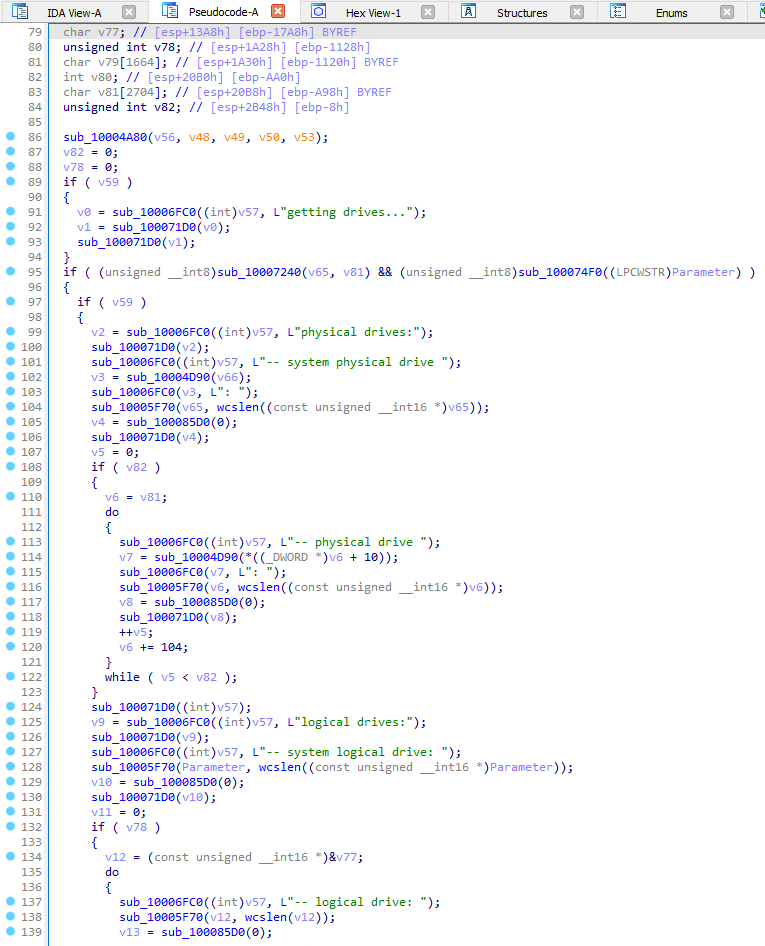 IDA View-A Pseudocode-A Hex View-1 Structures Enums
79 char v77; // [esp+13A8h] [ebp-17A8h] BYREF
80 unsigned int v78; // [esp+1A28h] [ebp-1128h]
81 char v79[1664]; // [esp+1A30h] [ebp-1120h] BYREF
82 int v80; // [esp+20B0h] [ebp-AA0h]
83 char v81[2704]; // [esp+20B8h] [ebp-A98h] BYREF
84 unsigned int v82; // [esp+2B48h] [ebp-8h]
85
86 sub_10004A80(v56, v48, v49, v50, v53);
87 v82 = 0;
88 v78 = 0;
89 if ( v59 )
90 {
91 v0 = sub_10006FC0((int)v57, L"getting drives...");
92 v1 = sub_100071D0(v0);
93 sub_100071D0(v1);
94 }
95 if ( (unsigned __int8)sub_10007240(v65, v81) && (unsigned __int8)sub_100074F0((LPCWSTR)Parameter) )
96 {
97 if ( v59 )
98 {
99 v2 = sub_10006FC0((int)v57, L"physical drives:");
100 sub_100071D0(v2);
101 sub_10006FC0((int)v57, L"-- system physical drive ");
102 v3 = sub_10004D90(v66);
103 sub_10006FC0(v3, L": ");
104 sub_10005F70(v65, wcslen((const unsigned __int16 *)v65));
105 v4 = sub_100085D0(0);
106 sub_100071D0(v4);
107 v5 = 0;
108 if ( v82 )
109 {
110 v6 = v81;
111 do
112 {
113 sub_10006FC0((int)v57, L"-- physical drive ");
114 v7 = sub_10004D90(*((_DWORD *)v6 + 10));
115 sub_10006FC0(v7, L": ");
116 sub_10005F70(v6, wcslen((const unsigned __int16 *)v6));
117 v8 = sub_100085D0(0);
118 sub_100071D0(v8);
119 ++v5;
120 v6 += 104;
121 }
122 while ( v5 < v82 );
123 }
124 sub_100071D0((int)v57);
125 v9 = sub_10006FC0((int)v57, L"logical drives:");
126 sub_100071D0(v9);
127 sub_10006FC0((int)v57, L"-- system logical drive: ");
128 sub_10005F70(Parameter, wcslen((const unsigned __int16 *)Parameter));
129 v10 = sub_100085D0(0);
130 sub_100071D0(v10);
131 v11 = 0;
132 if ( v78 )
133 {
134 v12 = (const unsigned __int16 *)&v77;
135 do
136 {
137 sub_10006FC0((int)v57, L"-- logical drive: ");
138 sub_10005F70(v12, wcslen(v12));
139 v13 = sub_100085D0(0);